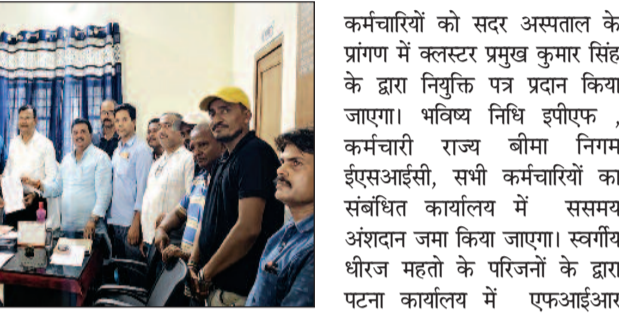 कर्मचारियों को सदर अस्पताल के
प्रांगण में क्लस्टर प्रमुख कुमार सिंह
के द्वारा नियुक्ति पत्र प्रदान किया
जाएगा। भविष्य निधि इपीएफ ,
कर्मचारी राज्य बीमा निगम
ईएसआईसी, सभी कर्मचारियों का
संबंधित कार्यालय में ससमय
अंशदान जमा किया जाएगा। स्वर्गीय
धीरज महतो के परिजनों के द्वारा
पटना कार्यालय में एफआईआर